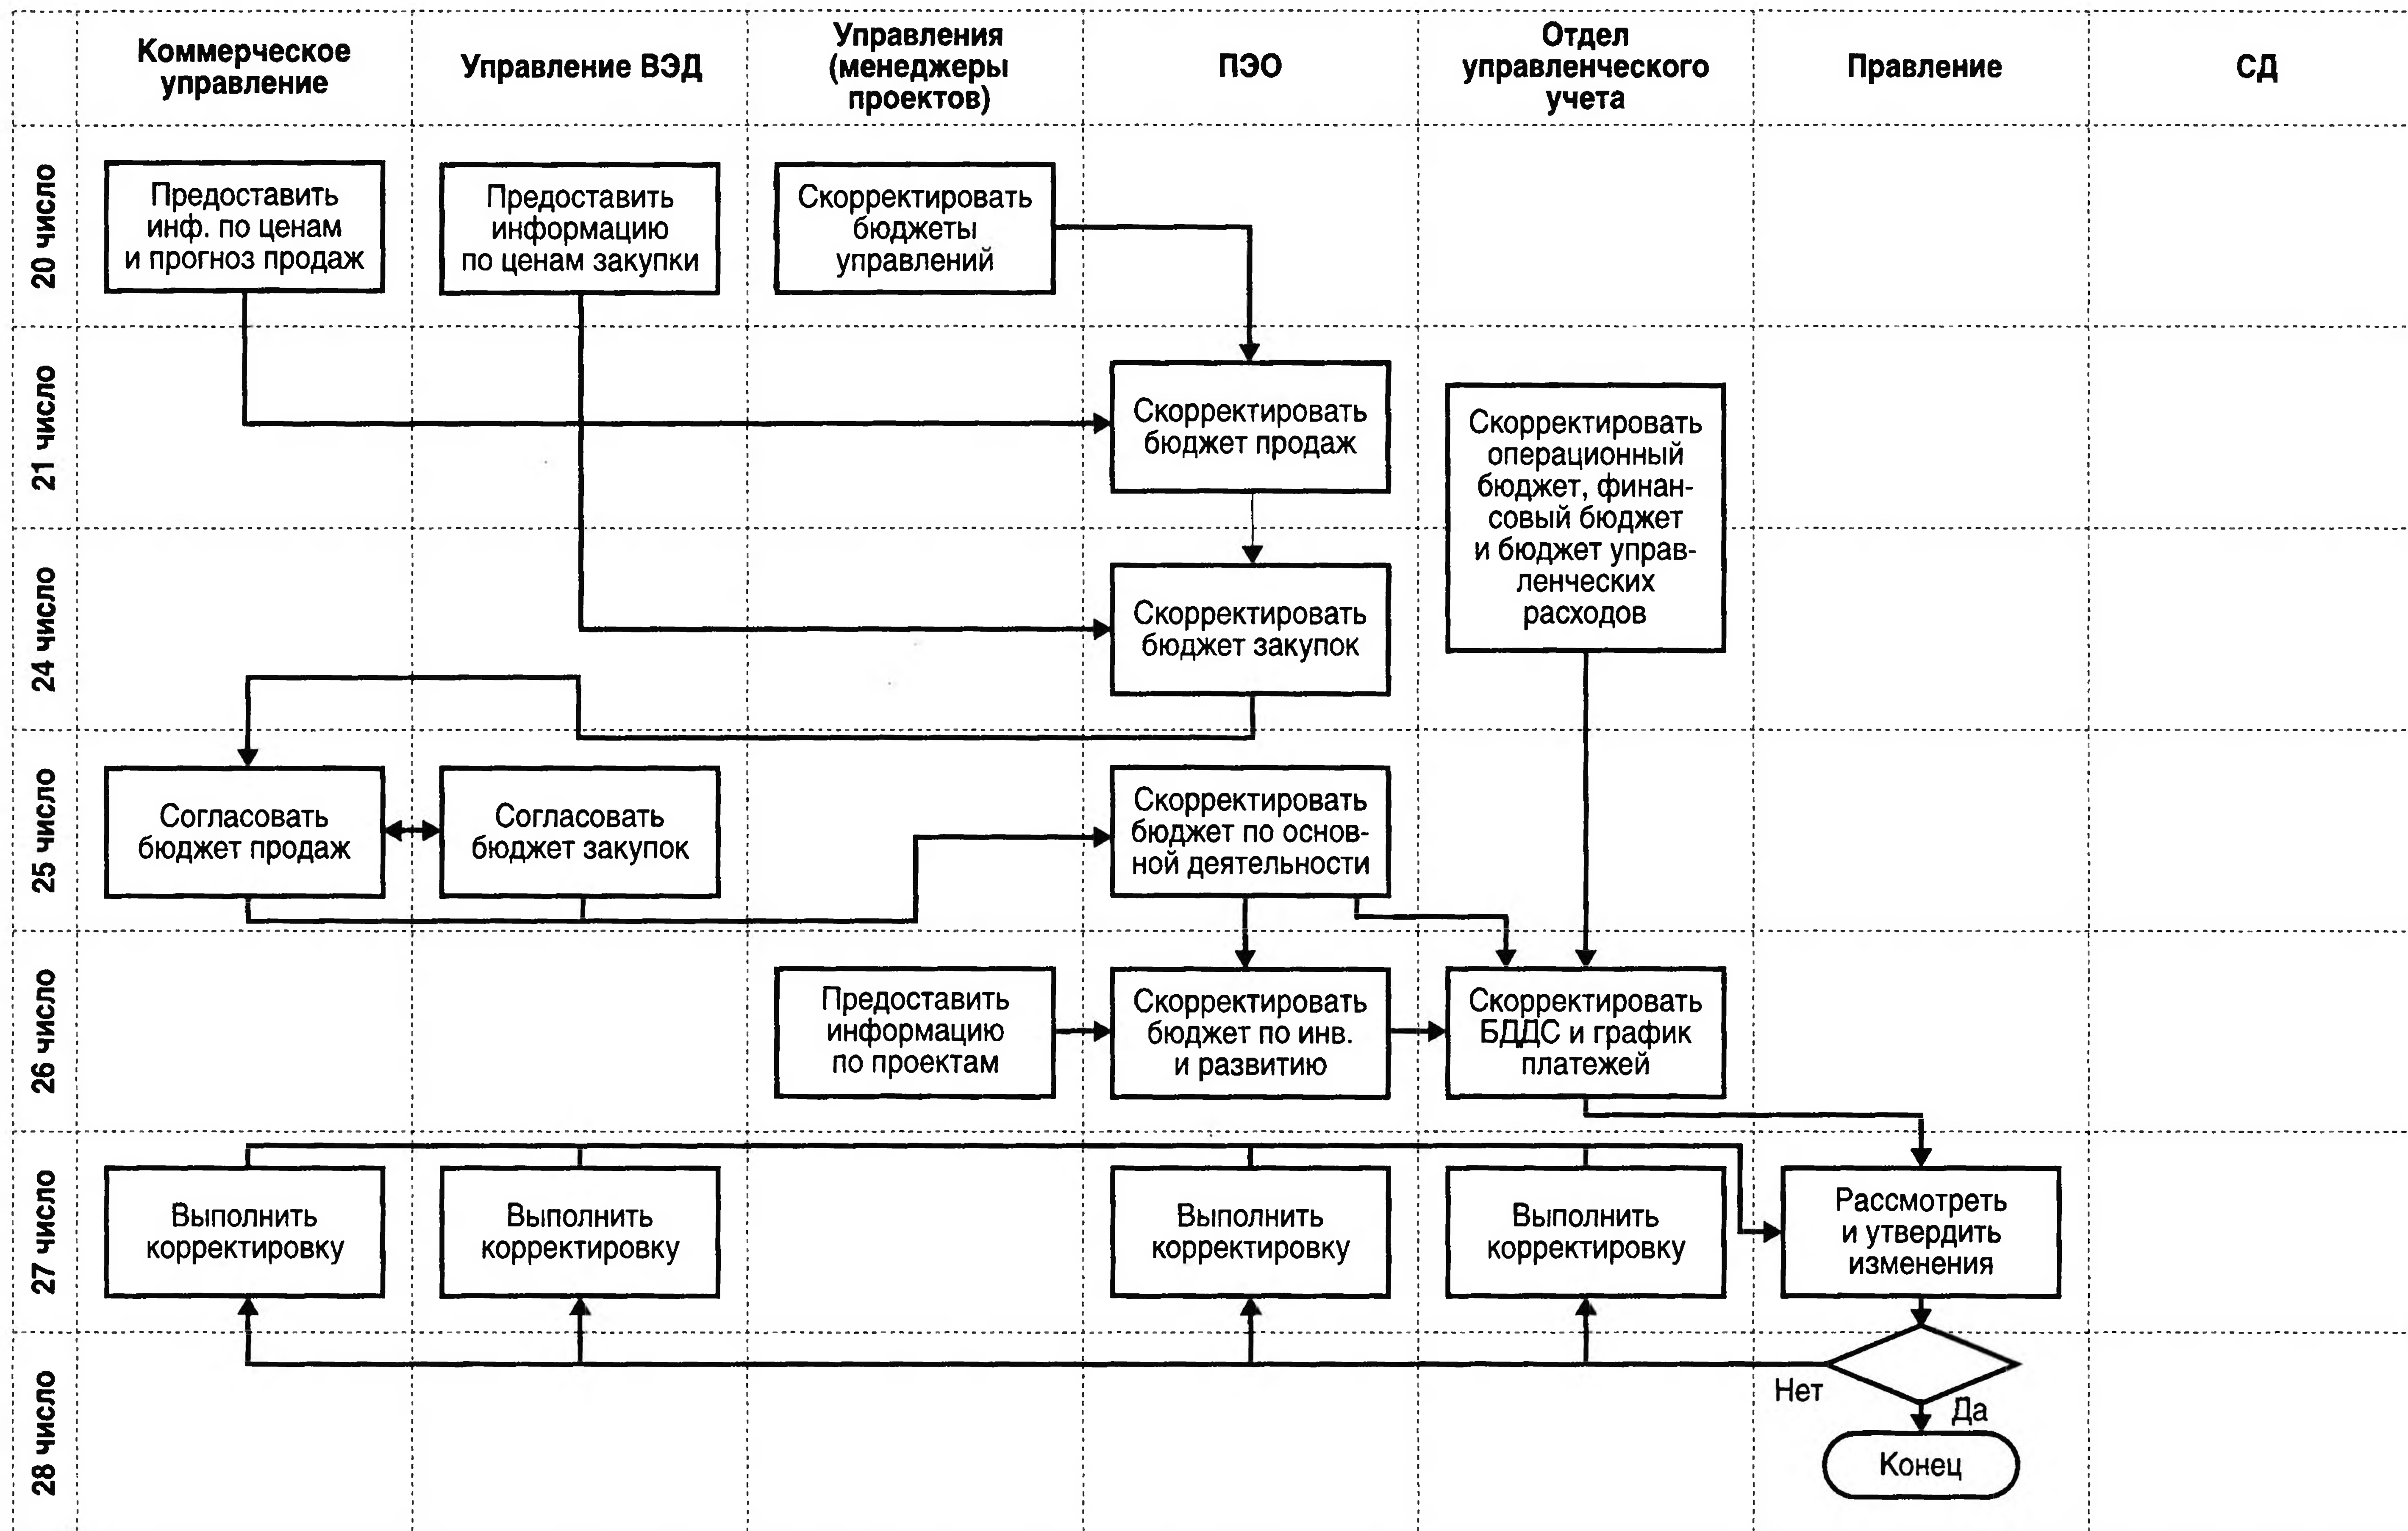 Коммерческое
управление
Управление ВЭД
Управления
(менеджеры
проектов)
ПЭО
Отдел
управленческого
учета
Правление
СД
20 число
Предоставить
инф. по ценам
и прогноз продаж
Предоставить
информацию
по ценам закупки
Скорректировать
бюджеты
управлений
21 число
Скорректировать
бюджет продаж
Скорректировать
операционный
бюджет, финан-
совый бюджет
и бюджет управ-
ленческих
расходов
24 число
Скорректировать
бюджет закупок
25 число
Согласовать
бюджет продаж
Согласовать
бюджет закупок
Скорректировать
бюджет по основ-
ной деятельности
26 число
Предоставить
информацию
по проектам
Скорректировать
бюджет по инв.
и развитию
Скорректировать
БДДС и график
платежей
27 число
Выполнить
корректировку
Выполнить
корректировку
Выполнить
корректировку
Выполнить
корректировку
Рассмотреть
и утвердить
изменения
28 число
Нет
Да
Конец